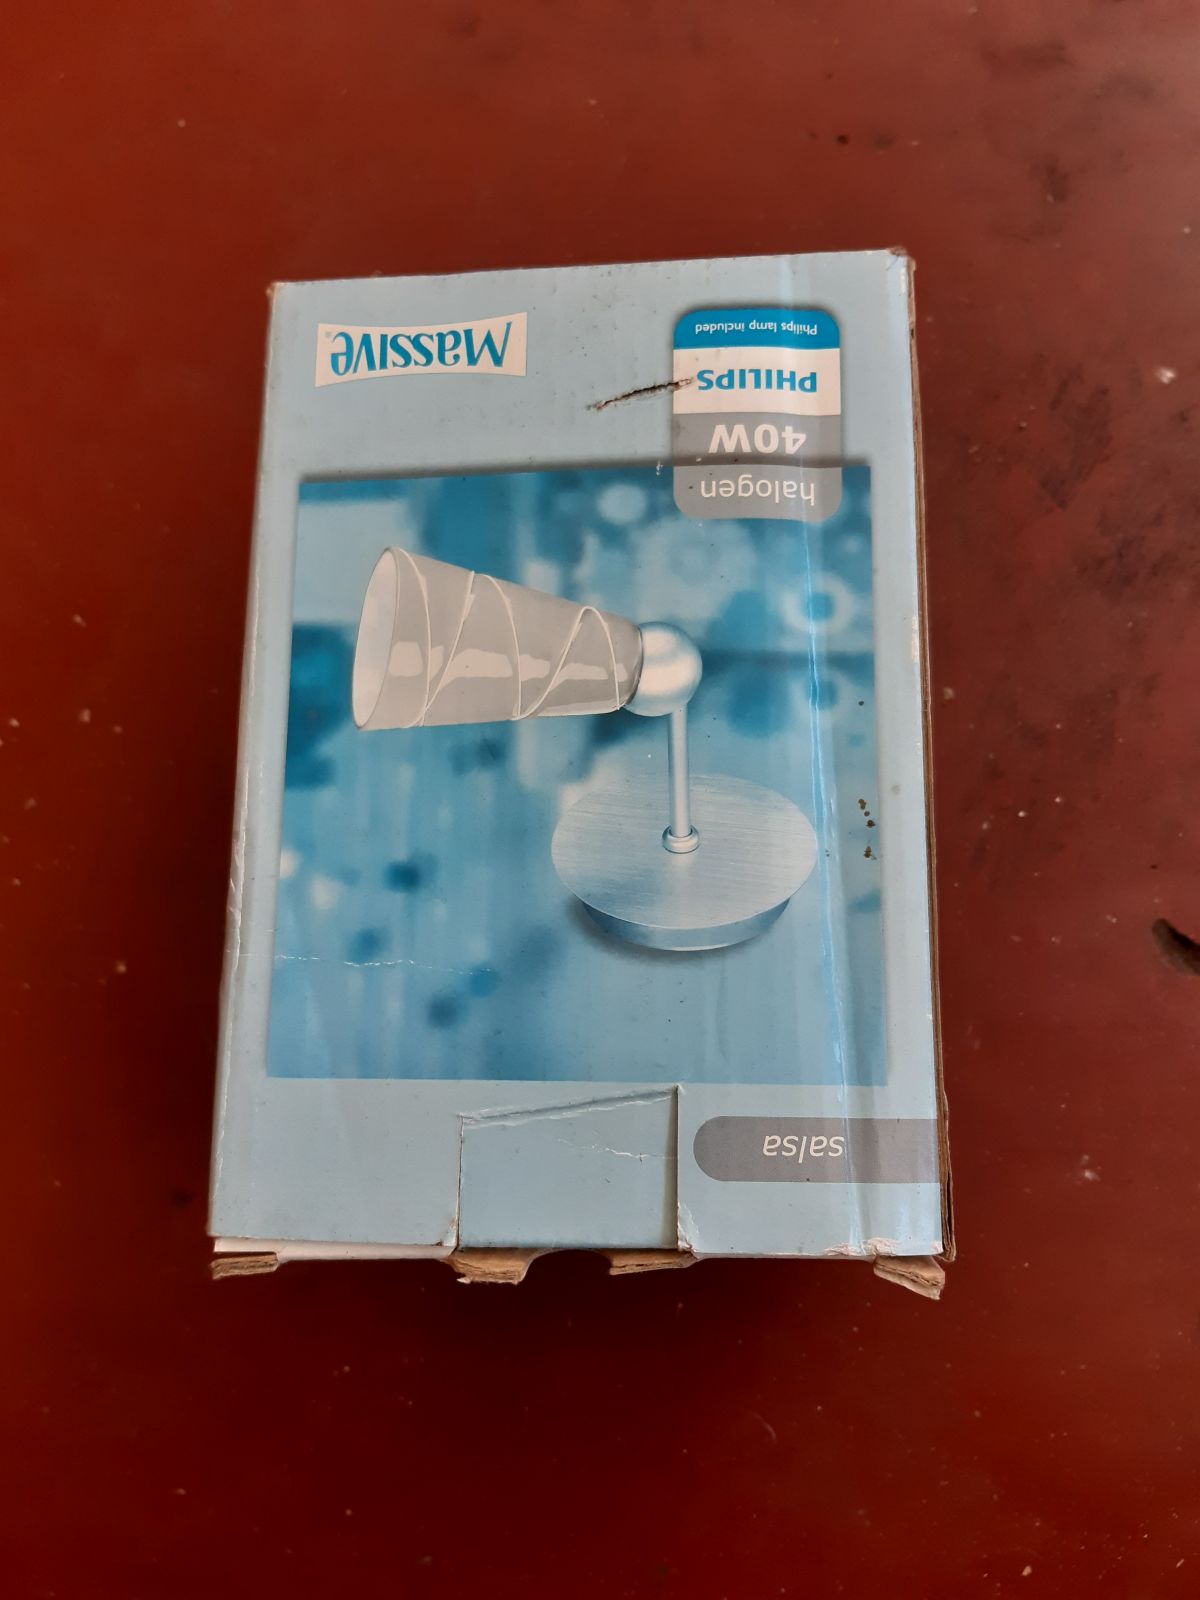 salsa
halogen
40W
PHILIPS
Philips lamp included
Massive